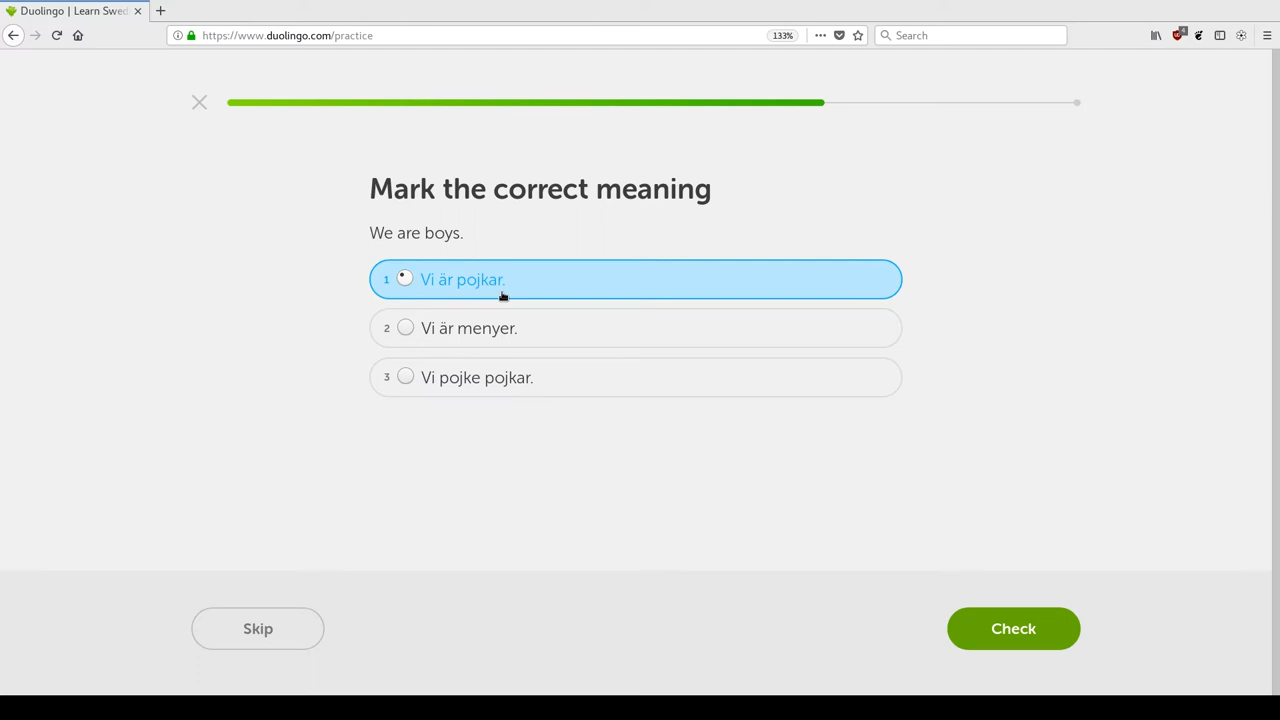 Duolingo | Learn Swed
https://www.duolingo.com/practice
133%
Search
4
Mark the correct meaning
We are boys.
1 Vi är pojkar.
2 Vi är menyer.
3 Vi pojke pojkar.
Skip
Check